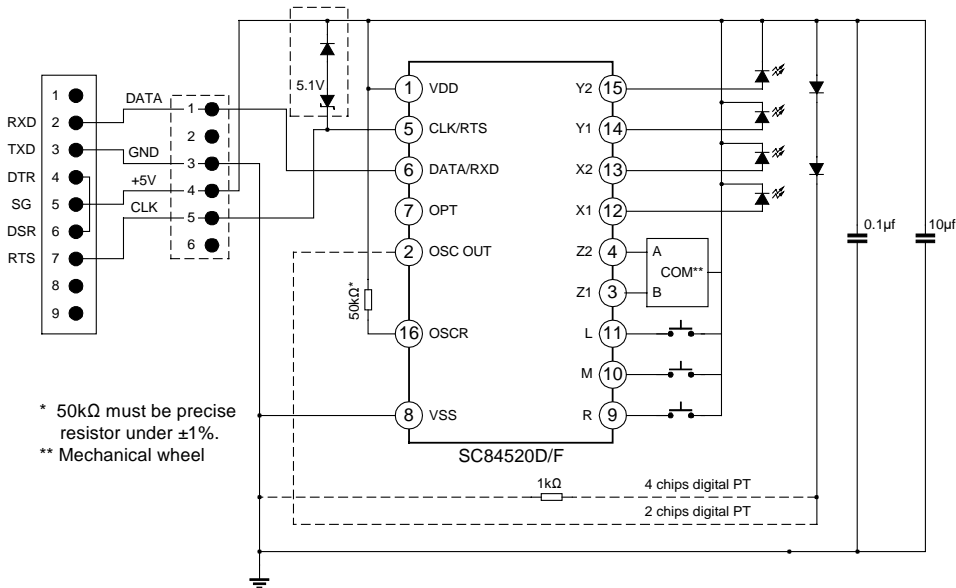 5.1V
1
RXD 2
TXD 3
DTR 4
SG 5
DSR 6
RTS 7
8
9
DATA
GND
+5V
CLK
1
2
3
4
5
6
1 VDD
5 CLK/RTS
6 DATA/RXD
7 OPT
2 OSC OUT
50kΩ*
16 OSCR
8 VSS
Y2 15
Y1 14
X2 13
X1 12
Z2 4
Z1 3
L 11
M 10
R 9
A
COM**
B
0.1µf
10µf
SC84520D/F
* 50kΩ must be precise
resistor under ±1%.
** Mechanical wheel
1kΩ
4 chips digital PT
2 chips digital PT